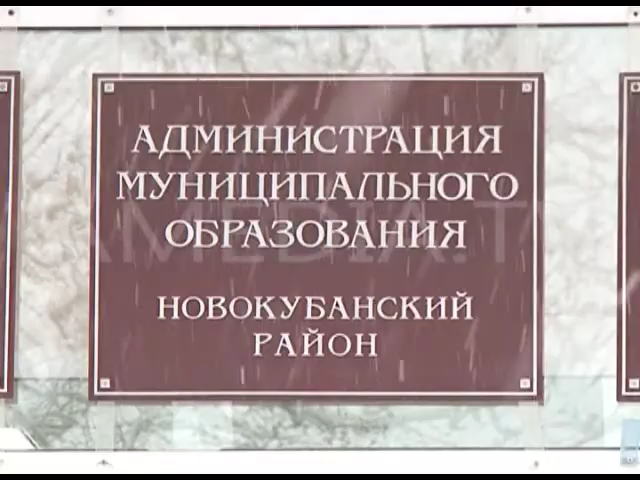 АДМИНИСТРАЦИЯ
МУНИЦИПАЛЬНОГО
ОБРАЗОВАНИЯ
НОВОКУБАНСКИЙ
РАЙОН